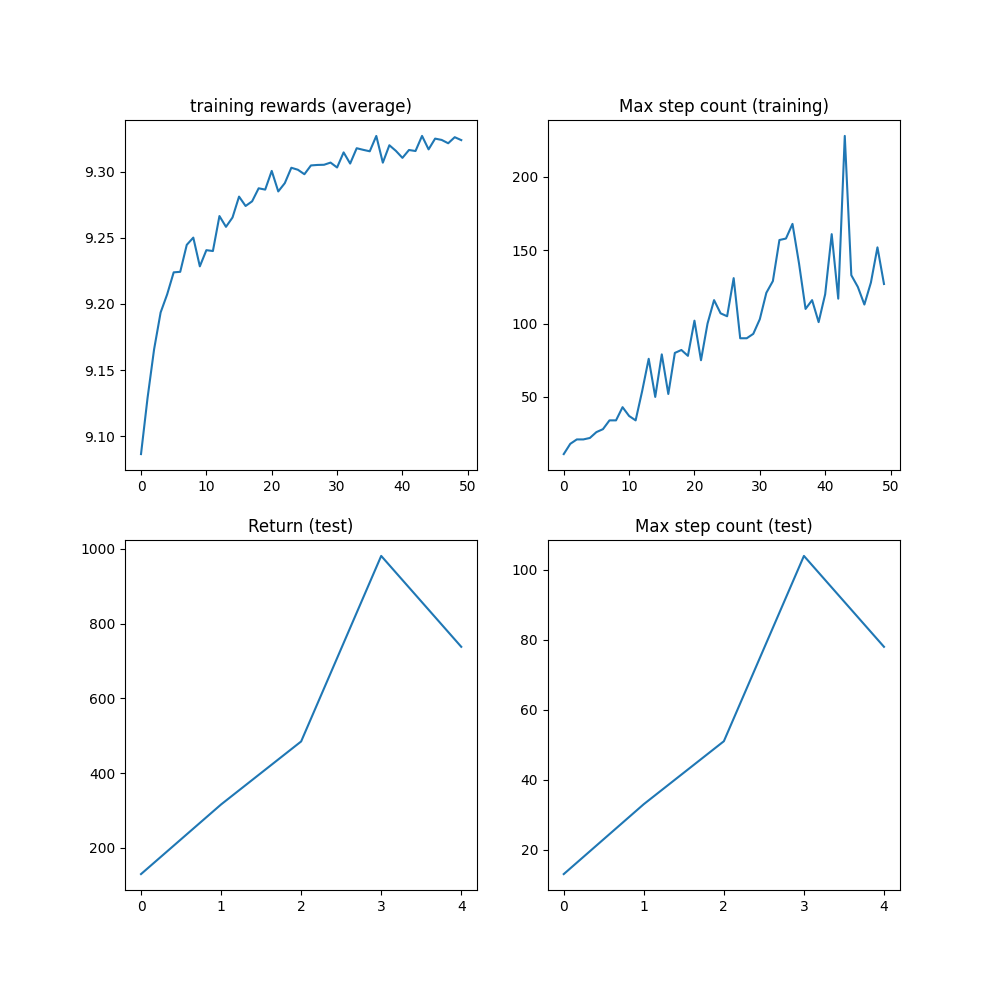 training rewards (average)
9.30
9.25
9.20
9.15
9.10
0 10 20 30 40 50
Max step count (training)
200
150
100
50
0 10 20 30 40 50
Return (test)
1000
800
600
400
200
0 1 2 3 4
Max step count (test)
100
80
60
40
20
0 1 2 3 4